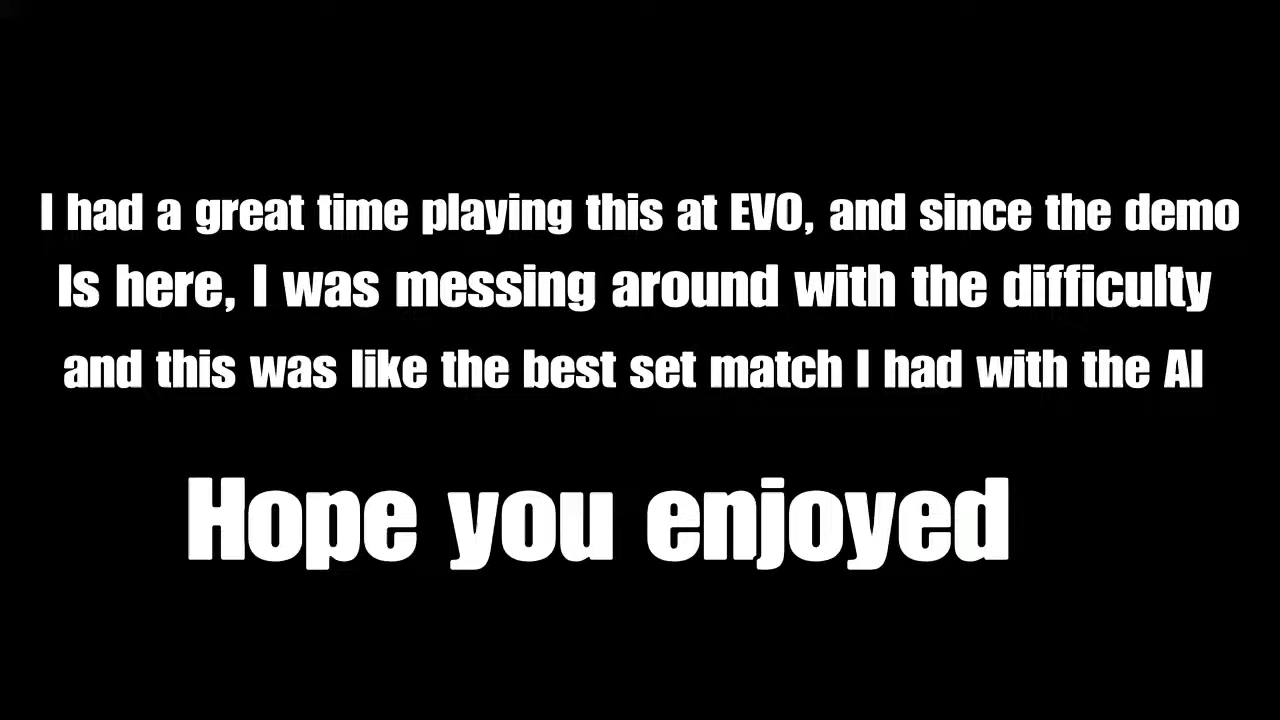 I had a great time playing this at EVO, and since the demo
Is here, I was messing around with the difficulty
and this was like the best set match I had with the AI
Hope you enjoyed